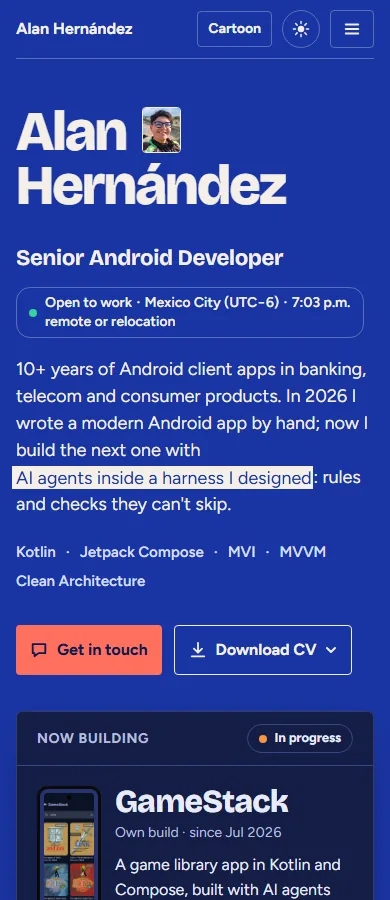 Alan Hernández
Cartoon
Alan
Hernández
Senior Android Developer
Open to work · Mexico City (UTC−6) · 7:03 p.m.
remote or relocation
10+ years of Android client apps in banking,
telecom and consumer products. In 2026 I
wrote a modern Android app by hand; now I
build the next one with
AI agents inside a harness I designed: rules
and checks they can't skip.
Kotlin · Jetpack Compose · MVI · MVVM
Clean Architecture
Get in touch
Download CV
NOW BUILDING
In progress
GameStack
Own build · since Jul 2026
A game library app in Kotlin and
Compose, built with AI agents